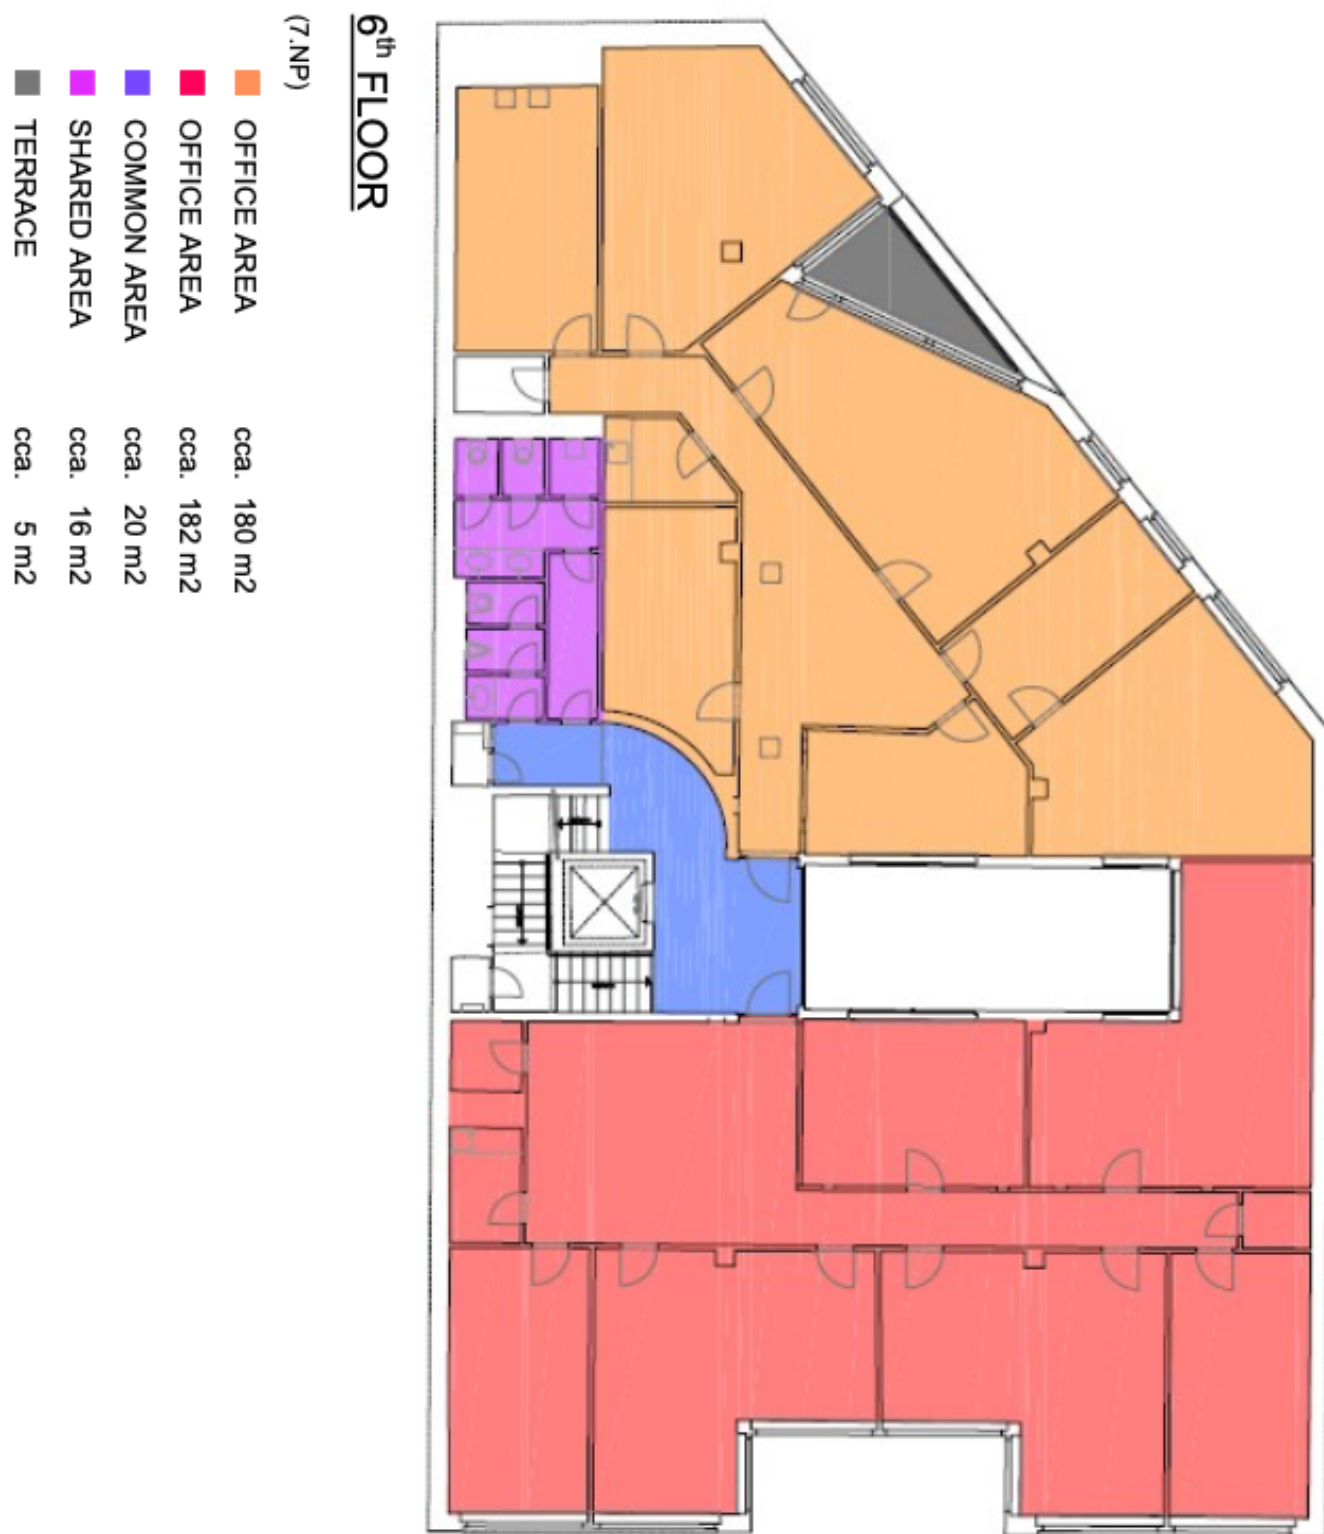 6th FLOOR
(7.NP)
OFFICE AREA cca. 180 m2
OFFICE AREA cca. 182 m2
COMMON AREA cca. 20 m2
SHARED AREA cca. 16 m2
TERRACE cca. 5 m2